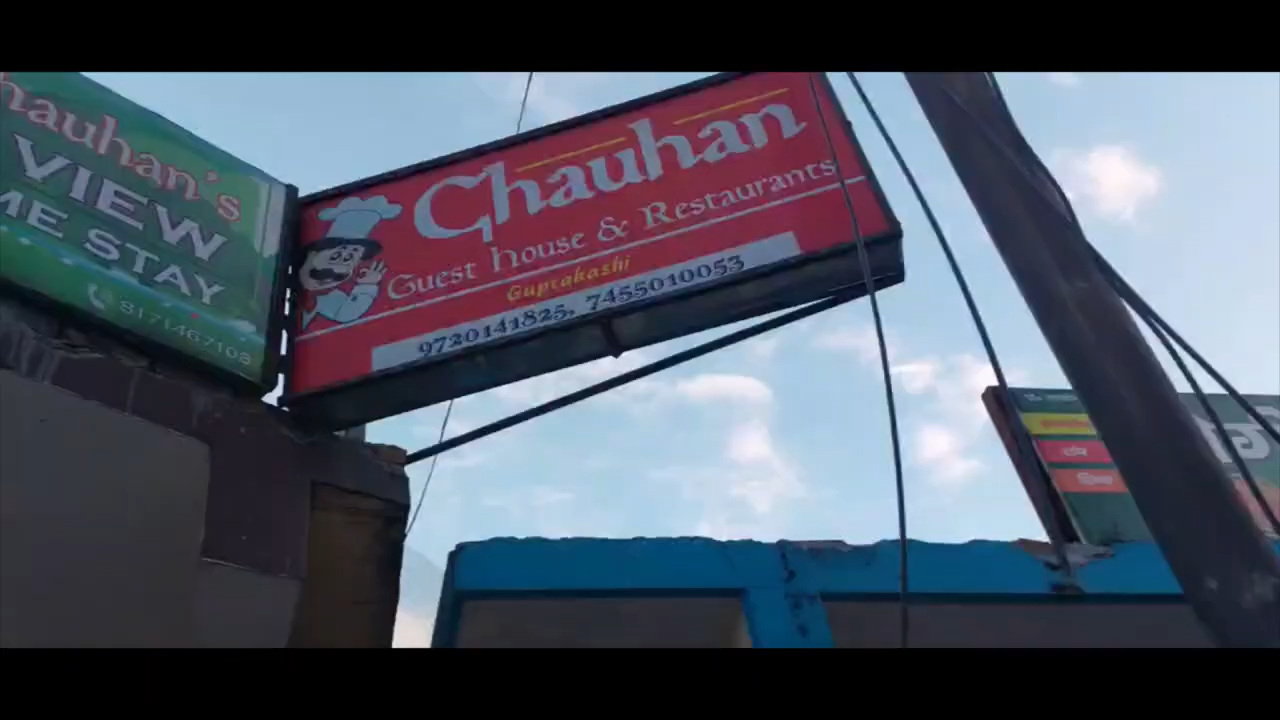 hauhan's
VIEW
ME STAY
8171467108
Chauhan
Guest house & Restaurants
Guptakashi
9720141825, 7455010053